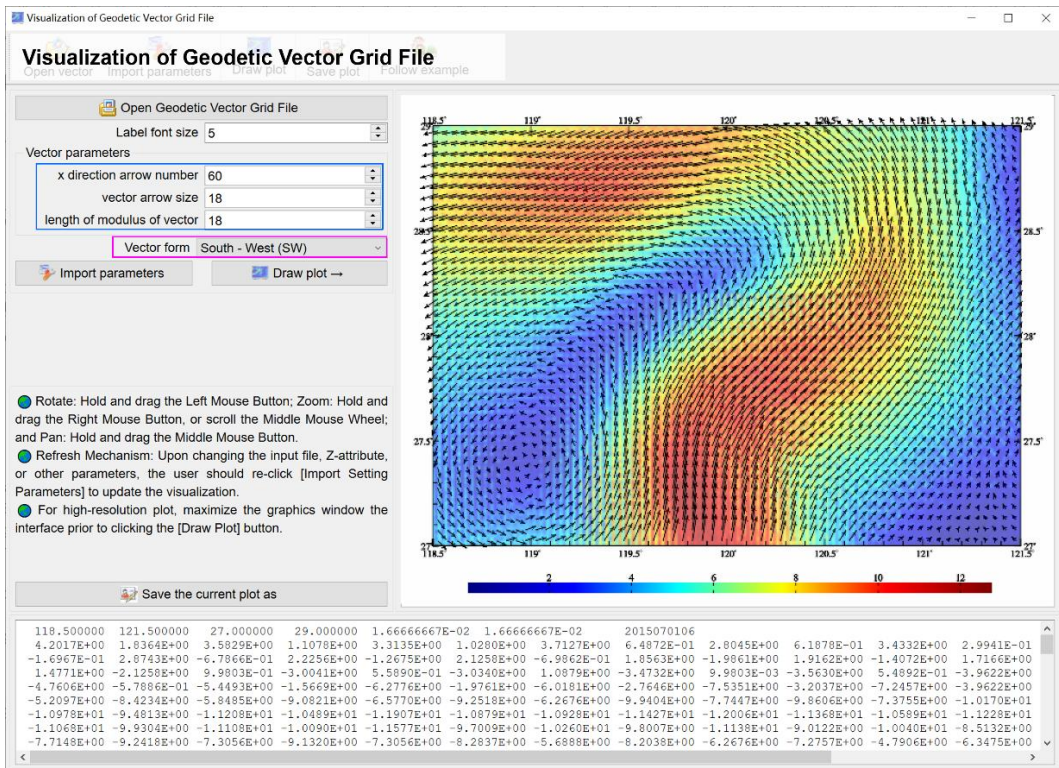 Visualization of Geodetic Vector Grid File
Visualization of Geodetic Vector Grid File
Open vector Import parameters Draw plot Save plot Follow example
Open Geodetic Vector Grid File
Label font size 5
Vector parameters
x direction arrow number 60
vector arrow size 18
length of modulus of vector 18
Vector form South - West (SW)
Import parameters Draw plot →
Rotate: Hold and drag the Left Mouse Button; Zoom: Hold and
drag the Right Mouse Button, or scroll the Middle Mouse Wheel;
and Pan: Hold and drag the Middle Mouse Button.
Refresh Mechanism: Upon changing the input file, Z-attribute,
or other parameters, the user should re-click [Import Setting
Parameters] to update the visualization.
For high-resolution plot, maximize the graphics window the
interface prior to clicking the [Draw Plot] button.
Save the current plot as
118.5° 119° 119.5° 120° 120.5° 121° 121.5°
29° 29°
28.5° 28.5°
28° 28°
27.5° 27.5°
27° 27°
118.5° 119° 119.5° 120° 120.5° 121° 121.5°
2 4 6 8 10 12
118.500000 121.500000 27.000000 29.000000 1.66666667E-02 1.66666667E-02 2015070106
4.2017E+00 1.8364E+00 3.5829E+00 1.1078E+00 3.3135E+00 1.0280E+00 3.7127E+00 6.4872E-01 2.8045E+00 6.1878E-01 3.4332E+00 2.9941E-01
-1.6967E-01 2.8743E+00 -6.7866E-01 2.2256E+00 -1.2675E+00 2.1258E+00 -6.9862E-01 1.8563E+00 -1.9861E+00 1.9162E+00 -1.4072E+00 1.7166E+00
1.4771E+00 -2.1258E+00 9.9803E-01 -3.0041E+00 5.5890E-01 -3.0340E+00 1.0879E+00 -3.4732E+00 9.9803E-03 -3.5630E+00 5.4892E-01 -3.9622E+00
-4.7606E+00 -5.7886E-01 -5.4493E+00 -1.5669E+00 -6.2776E+00 -1.9761E+00 -6.0181E+00 -2.7646E+00 -7.5351E+00 -3.2037E+00 -7.2457E+00 -3.9622E+00
-5.2097E+00 -8.4234E+00 -5.8485E+00 -9.0821E+00 -6.5770E+00 -9.2518E+00 -6.2676E+00 -9.9404E+00 -7.7447E+00 -9.8606E+00 -7.3755E+00 -1.0170E+01
-1.0978E+01 -9.4813E+00 -1.1208E+01 -1.0489E+01 -1.1907E+01 -1.0879E+01 -1.0928E+01 -1.1427E+01 -1.2006E+01 -1.1368E+01 -1.0589E+01 -1.1228E+01
-1.1068E+01 -9.9304E+00 -1.1108E+01 -1.0090E+01 -1.1577E+01 -9.7009E+00 -1.0260E+01 -9.8007E+00 -1.1138E+01 -9.0122E+00 -1.0040E+01 -8.5132E+00
-7.7148E+00 -9.2418E+00 -7.3056E+00 -9.1320E+00 -7.3056E+00 -8.2837E+00 -5.6888E+00 -8.2038E+00 -6.2676E+00 -7.2757E+00 -4.7906E+00 -6.3475E+00